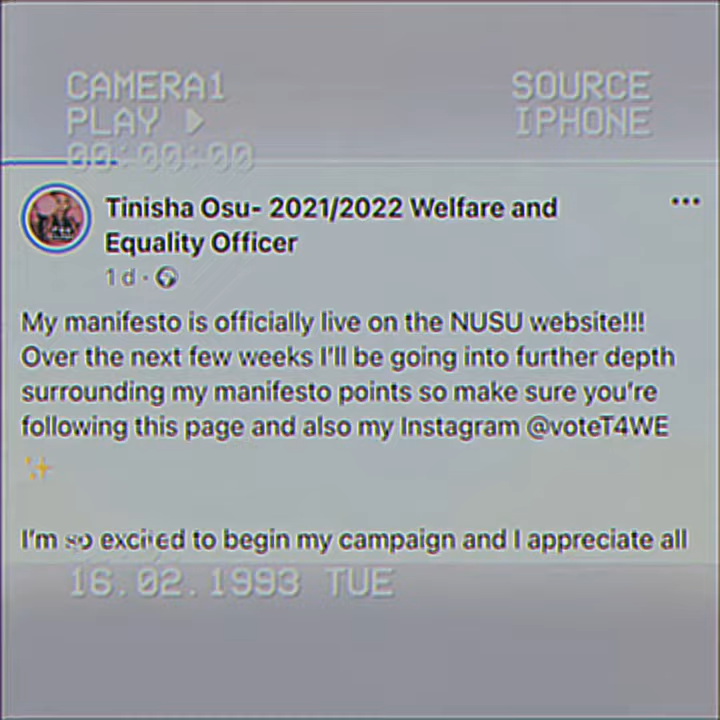 CAMERA1
SOURCE
PLAY
IPHONE
00:00:00
Tinisha Osu- 2021/2022 Welfare and
Equality Officer
1 d ·
My manifesto is officially live on the NUSU website!!!
Over the next few weeks I'll be going into further depth
surrounding my manifesto points so make sure you're
following this page and also my Instagram @voteT4WE
I'm so excited to begin my campaign and I appreciate all
16.02.1993 TUE